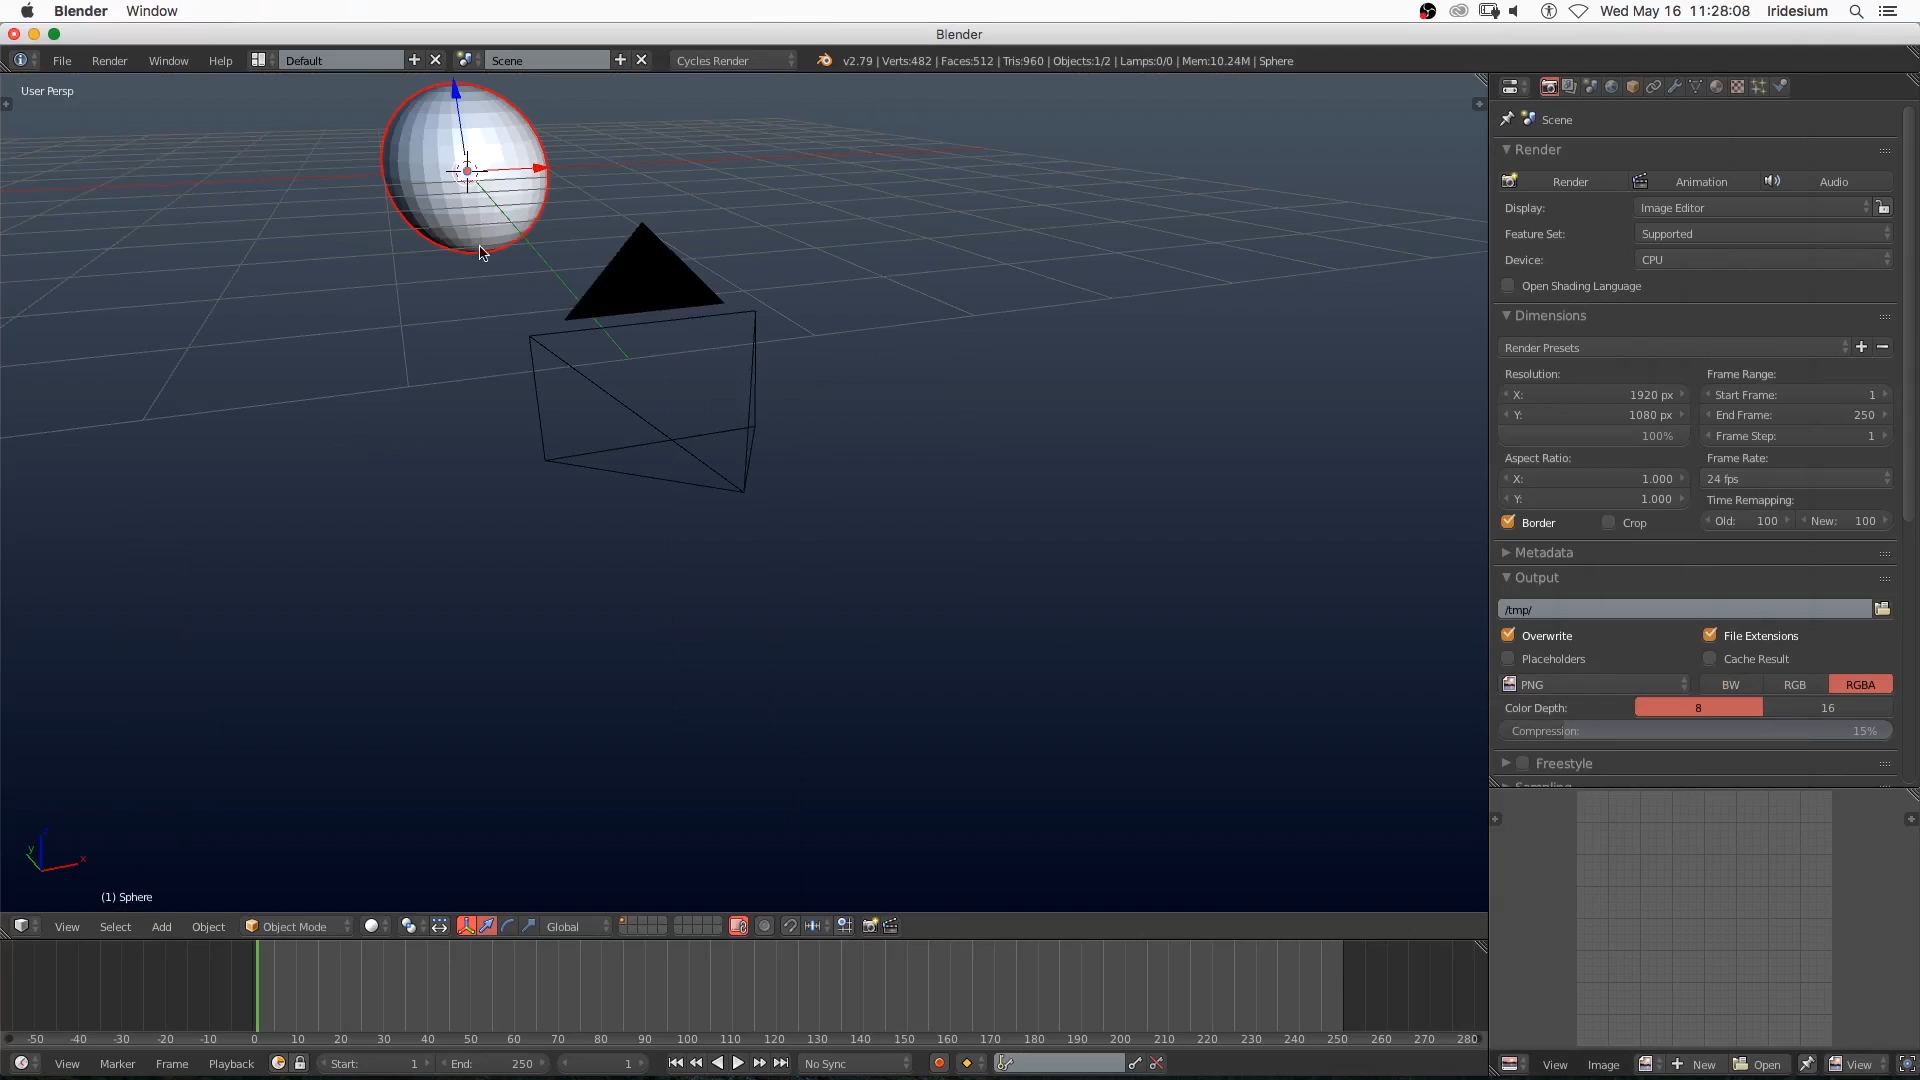 Blender Window Wed May 16 11:28:08 Iridesium
Blender
File Render Window Help Default Scene Cycles Render v2.79 | Verts:482 | Faces:512 | Tris:960 | Objects:1/2 | Lamps:0/0 | Mem:10.24M | Sphere
User Persp
Scene
Render
Render Animation Audio
Display: Image Editor
Feature Set: Supported
Device: CPU
Open Shading Language
Dimensions
Render Presets
Resolution: Frame Range:
X: 1920 px Start Frame: 1
Y: 1080 px End Frame: 250
100% Frame Step: 1
Aspect Ratio: Frame Rate:
X: 1.000 24 fps
Y: 1.000 Time Remapping:
Border Crop Old: 100 New: 100
Metadata
Output
/tmp/
Overwrite File Extensions
Placeholders Cache Result
PNG BW RGB RGBA
Color Depth: 8 16
Compression: 15%
Freestyle
Sampling
z
y x
(1) Sphere
View Select Add Object Object Mode Global
-50 -40 -30 -20 -10 0 10 20 30 40 50 60 70 80 90 100 110 120 130 140 150 160 170 180 190 200 210 220 230 240 250 260 270 280
View Marker Frame Playback Start: 1 End: 250 1 No Sync
View Image New Open View